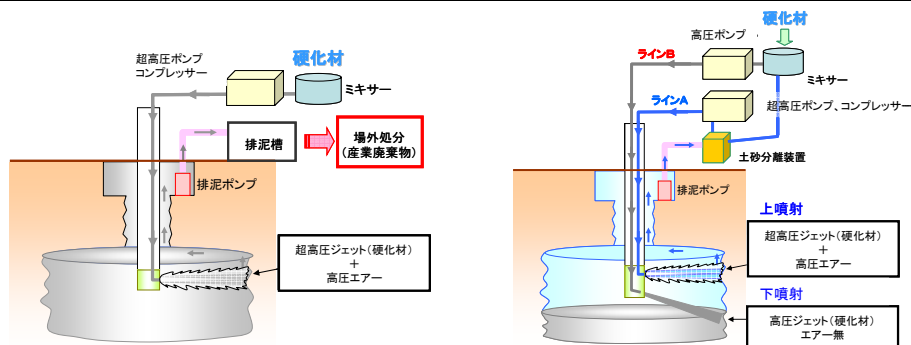 超高圧ポンプ
コンプレッサー
硬化材
ミキサー
排泥槽
場外処分
(産業廃棄物)
排泥ポンプ
超高圧ジェット(硬化材)
+
高圧エアー
硬化材
高圧ポンプ
ラインB
ミキサー
ラインA
超高圧ポンプ、コンプレッサー
土砂分離装置
排泥ポンプ
上噴射
超高圧ジェット(硬化材)
+
高圧エアー
下噴射
高圧ジェット(硬化材)
エアー無